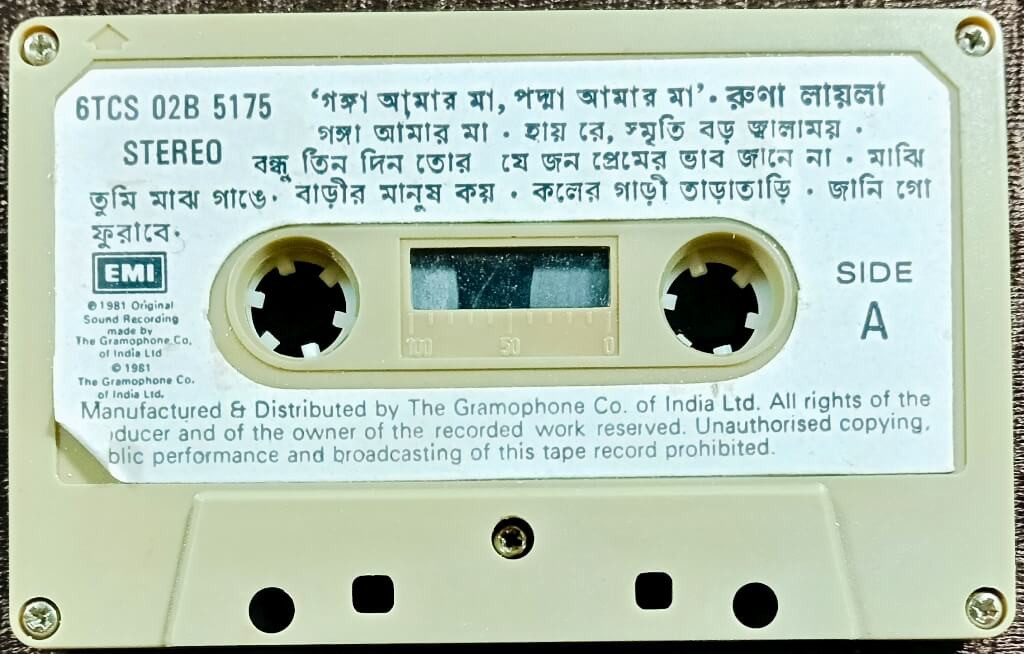 6TCS 02B 5175 'গঙ্গা আমার মা, পদ্মা আমার মা'. রুণা লায়লা
গঙ্গা আমার মা . হায় রে, স্মৃতি বড় জ্বালাময় .
STEREO বন্ধু তিন দিন তোর যে জন প্রেমের ভাব জানে না . মাঝি
তুমি মাঝ গাঙে. বাড়ীর মানুষ কয় . কলের গাড়ী তাড়াতাড়ি . জানি গো
ফুরাবে.
EMI
℗ 1981 Original
Sound Recording
made by
The Gramophone Co.
of India Ltd
© 1981
The Gramophone Co.
of India Ltd.
SIDE
A
100 50 0
Manufactured & Distributed by The Gramophone Co. of India Ltd. All rights of the
oducer and of the owner of the recorded work reserved. Unauthorised copying,
blic performance and broadcasting of this tape record prohibited.